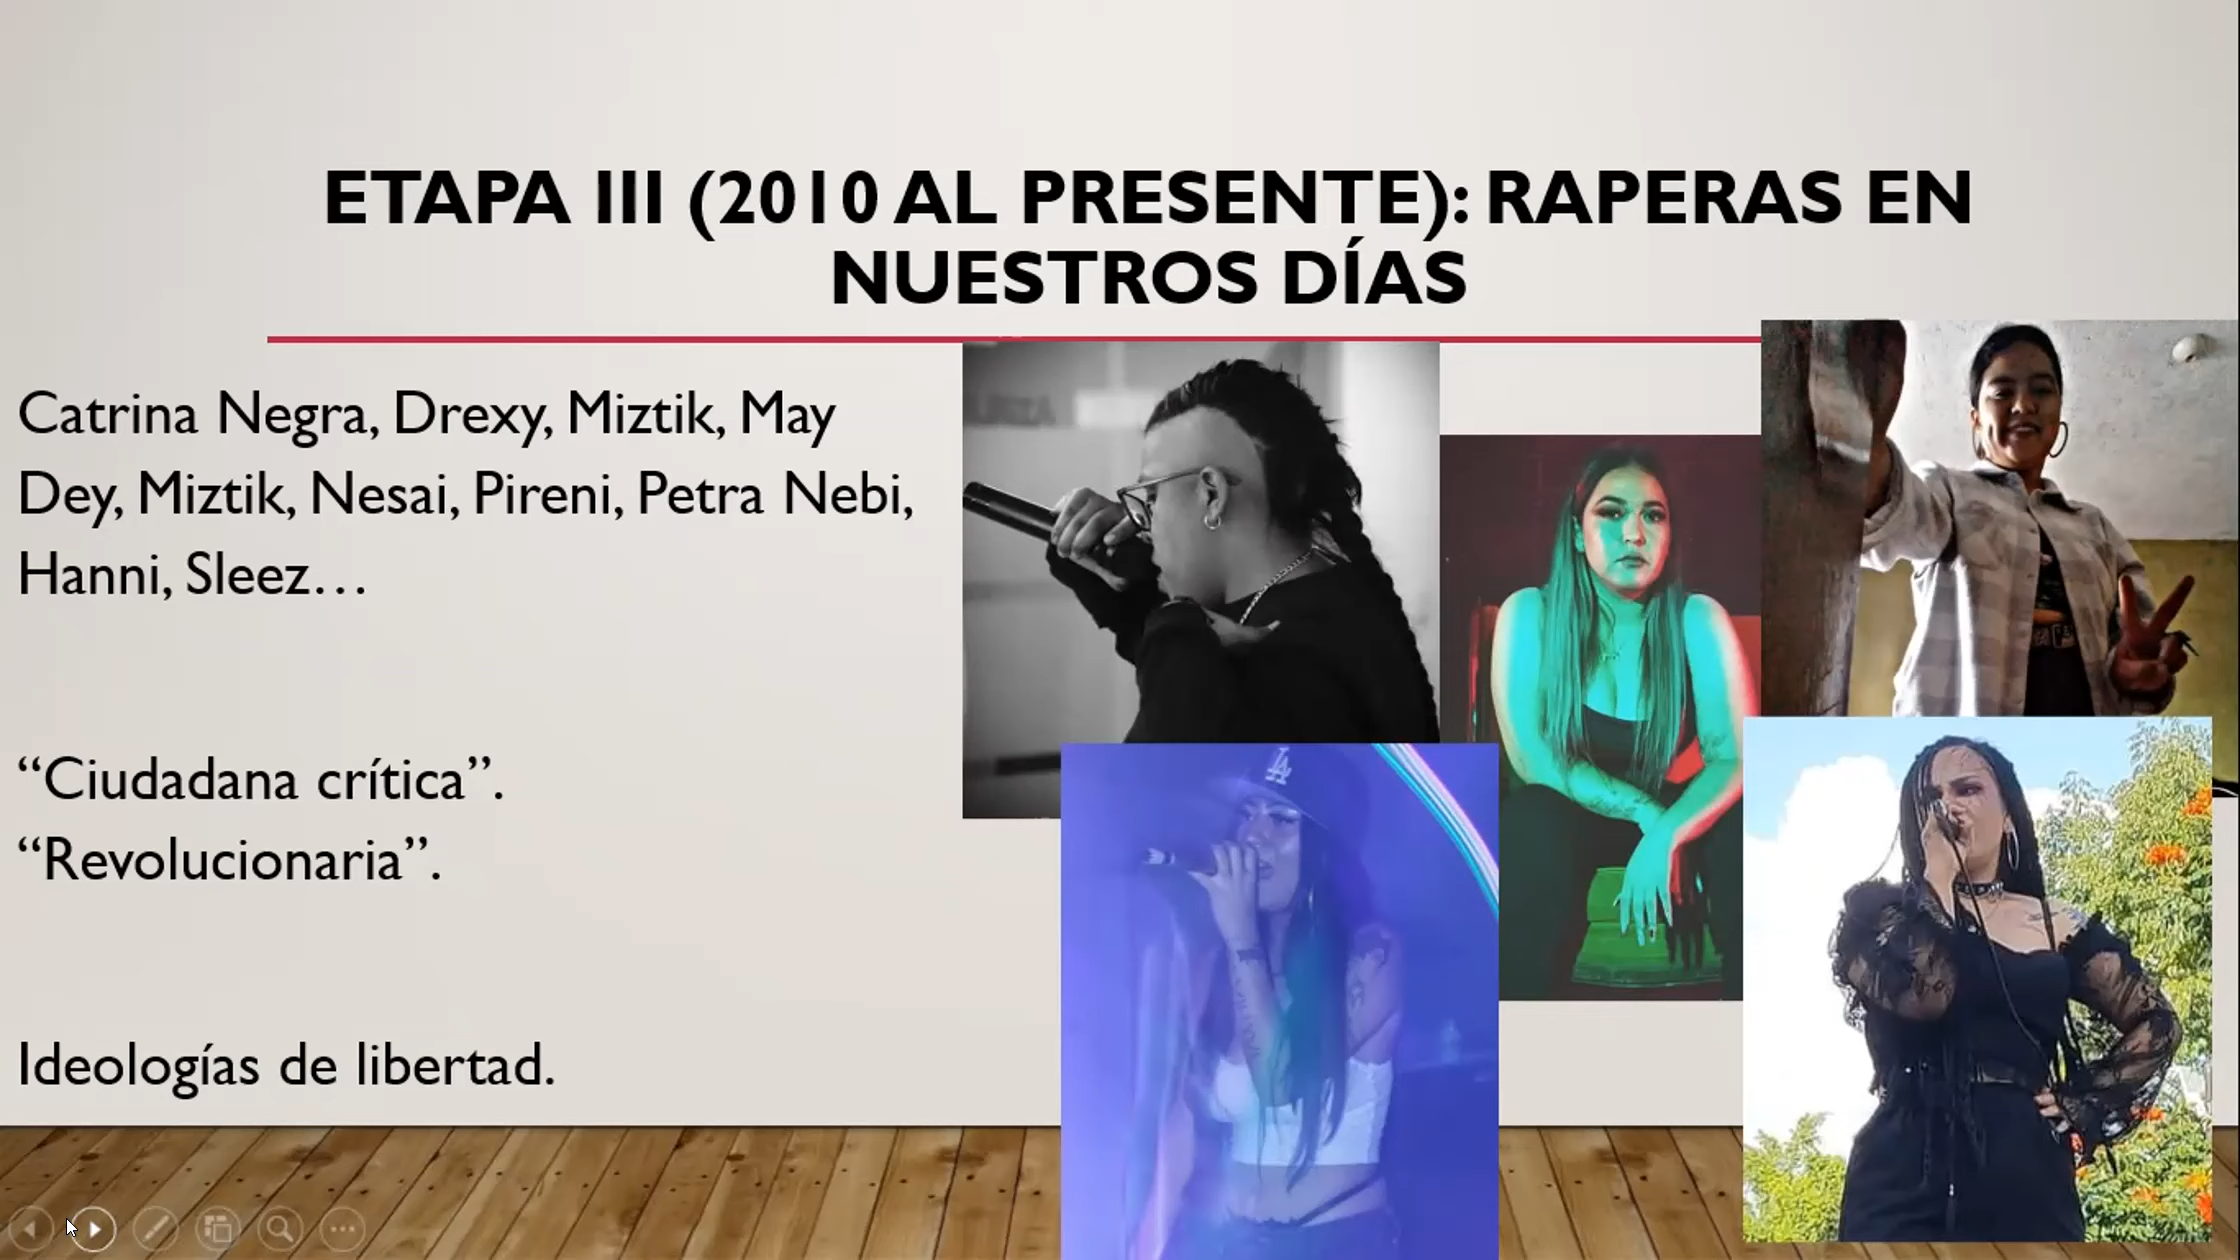 ETAPA III (2010 AL PRESENTE): RAPERAS EN
NUESTROS DÍAS
Catrina Negra, Drexy, Miztik, May
Dey, Miztik, Nesai, Pireni, Petra Nebi,
Hanni, Sleez…
“Ciudadana crítica”.
“Revolucionaria”.
Ideologías de libertad.
LA